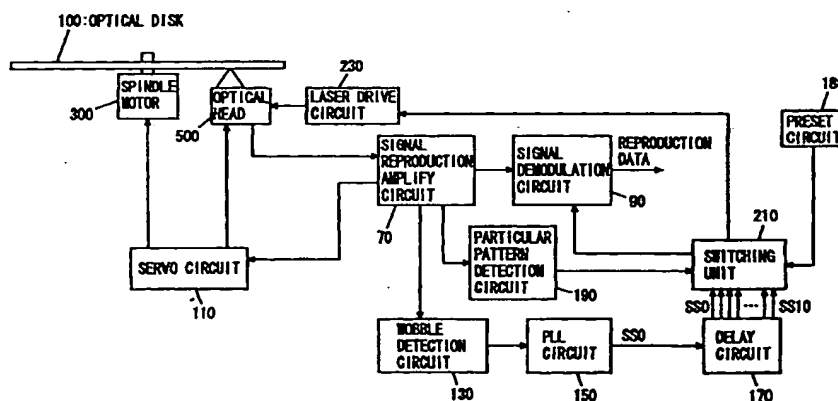 100:OPTICAL DISK
230
18
SPINDLE
MOTOR
300
OPTICAL
HEAD
500
LASER DRIVE
CIRCUIT
PRESET
CIRCUIT
SIGNAL
REPRODUCTION
AMPLIFY
CIRCUIT
70
SIGNAL
DEMODULATION
CIRCUIT
90
REPRODUCTION
DATA
210
SERVO CIRCUIT
110
PARTICULAR
PATTERN
DETECTION
CIRCUIT
190
SWITCHING
UNIT
SS0
---
SS10
WOBBLE
DETECTION
CIRCUIT
130
PLL
CIRCUIT
150
SS0
DELAY
CIRCUIT
170